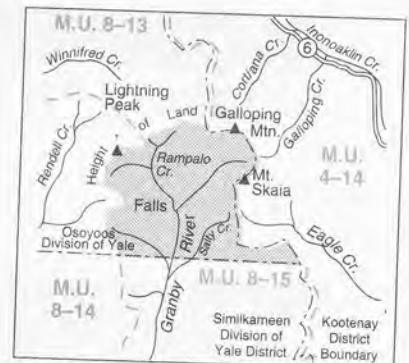 M.U. 8–13
Winnifred Cr.
Lightning
Peak
Height of Land
Rendell Cr.
Cortiana Cr.
6
Inonoaklin Cr.
Galloping
Mtn.
Galloping Cr.
Rampalo
Cr.
Mt.
Skaia
M.U.
4–14
Falls
Osoyoos
Division of Yale
Salty Cr.
Eagle Cr.
Granby River
M.U.
8–14
M.U. 8–15
Similkameen
Division of
Yale District
Kootenay
District
Boundary